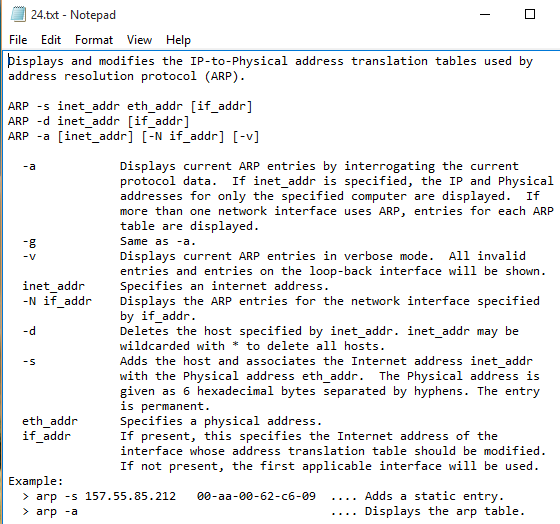 24.txt - Notepad
File Edit Format View Help
Displays and modifies the IP-to-Physical address translation tables used by
address resolution protocol (ARP).
ARP -s inet_addr eth_addr [if_addr]
ARP -d inet_addr [if_addr]
ARP -a [inet_addr] [-N if_addr] [-v]
-a Displays current ARP entries by interrogating the current
protocol data. If inet_addr is specified, the IP and Physical
addresses for only the specified computer are displayed. If
more than one network interface uses ARP, entries for each ARP
table are displayed.
-g Same as -a.
-v Displays current ARP entries in verbose mode. All invalid
entries and entries on the loop-back interface will be shown.
inet_addr Specifies an internet address.
-N if_addr Displays the ARP entries for the network interface specified
by if_addr.
-d Deletes the host specified by inet_addr. inet_addr may be
wildcarded with * to delete all hosts.
-s Adds the host and associates the Internet address inet_addr
with the Physical address eth_addr. The Physical address is
given as 6 hexadecimal bytes separated by hyphens. The entry
is permanent.
eth_addr Specifies a physical address.
if_addr If present, this specifies the Internet address of the
interface whose address translation table should be modified.
If not present, the first applicable interface will be used.
Example:
> arp -s 157.55.85.212 00-aa-00-62-c6-09 .... Adds a static entry.
> arp -a .... Displays the arp table.